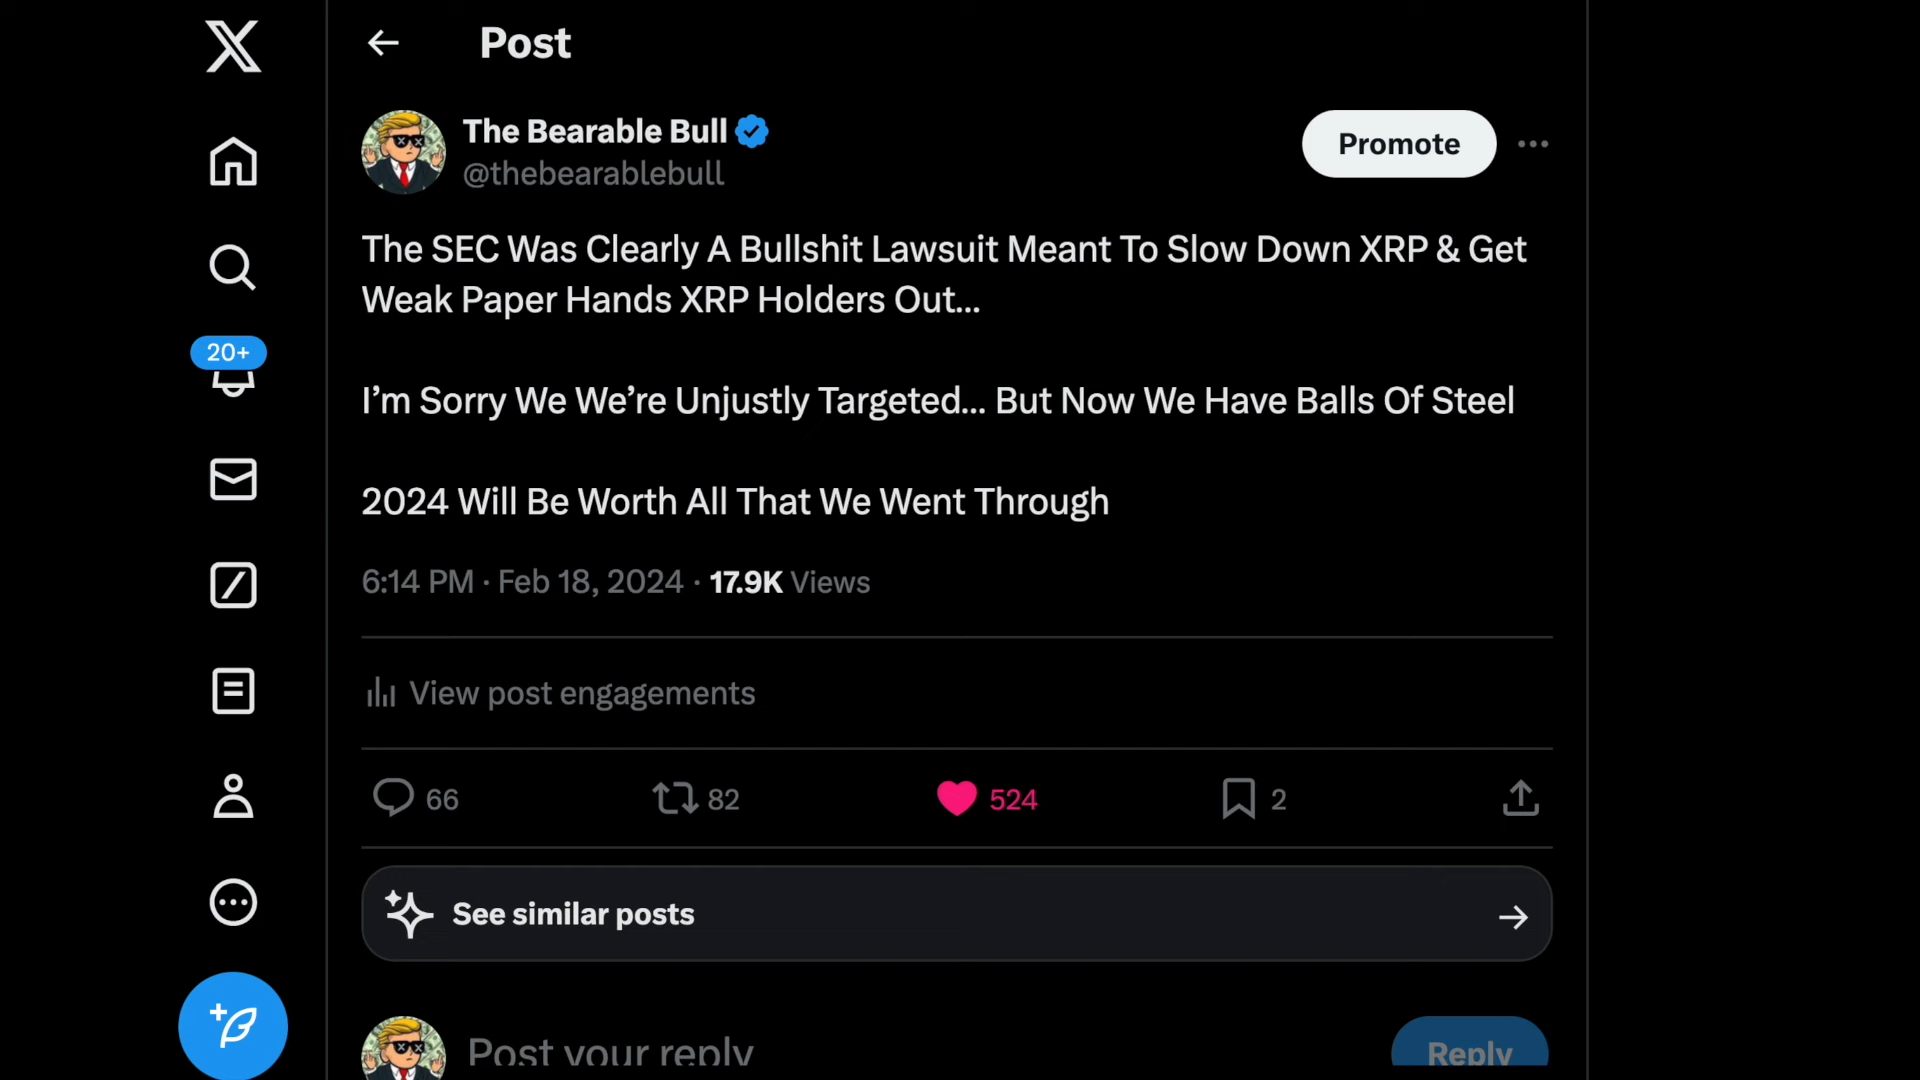 Post
The Bearable Bull
@thebearablebull
Promote
The SEC Was Clearly A Bullshit Lawsuit Meant To Slow Down XRP & Get
Weak Paper Hands XRP Holders Out...
I’m Sorry We We’re Unjustly Targeted... But Now We Have Balls Of Steel
2024 Will Be Worth All That We Went Through
6:14 PM · Feb 18, 2024 · 17.9K Views
View post engagements
66 82 524 2
See similar posts
Post your reply
Reply
20+